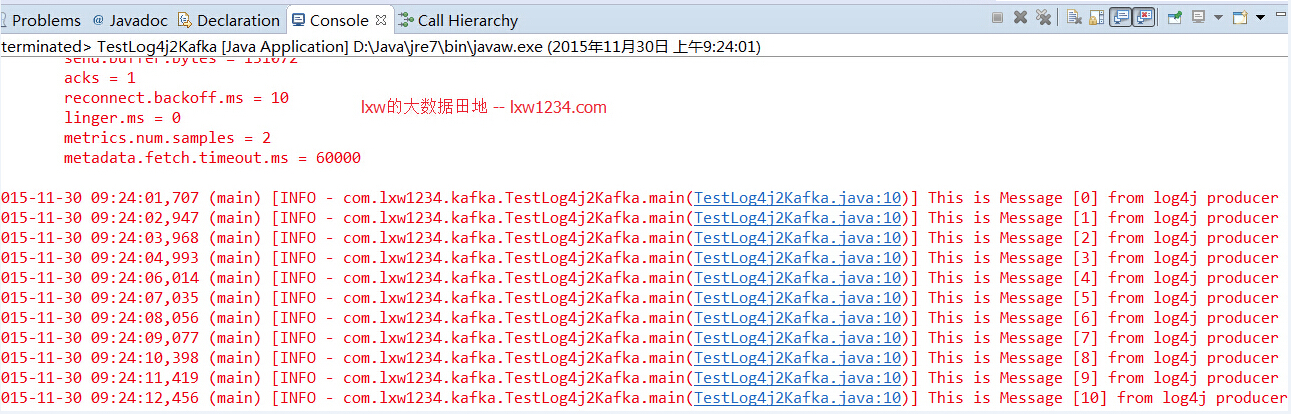 Problems @ Javadoc Declaration Console Call Hierarchy
terminated> TestLog4j2Kafka [Java Application] D:\Java\jre7\bin\javaw.exe (2015年11月30日 上午9:24:01)
send.buffer.bytes = 131072
acks = 1
reconnect.backoff.ms = 10
lxw的大数据田地 -- lxw1234.com
linger.ms = 0
metrics.num.samples = 2
metadata.fetch.timeout.ms = 60000
015-11-30 09:24:01,707 (main) [INFO - com.lxw1234.kafka.TestLog4j2Kafka.main(TestLog4j2Kafka.java:10)] This is Message [0] from log4j producer
015-11-30 09:24:02,947 (main) [INFO - com.lxw1234.kafka.TestLog4j2Kafka.main(TestLog4j2Kafka.java:10)] This is Message [1] from log4j producer
015-11-30 09:24:03,968 (main) [INFO - com.lxw1234.kafka.TestLog4j2Kafka.main(TestLog4j2Kafka.java:10)] This is Message [2] from log4j producer
015-11-30 09:24:04,993 (main) [INFO - com.lxw1234.kafka.TestLog4j2Kafka.main(TestLog4j2Kafka.java:10)] This is Message [3] from log4j producer
015-11-30 09:24:06,014 (main) [INFO - com.lxw1234.kafka.TestLog4j2Kafka.main(TestLog4j2Kafka.java:10)] This is Message [4] from log4j producer
015-11-30 09:24:07,035 (main) [INFO - com.lxw1234.kafka.TestLog4j2Kafka.main(TestLog4j2Kafka.java:10)] This is Message [5] from log4j producer
015-11-30 09:24:08,056 (main) [INFO - com.lxw1234.kafka.TestLog4j2Kafka.main(TestLog4j2Kafka.java:10)] This is Message [6] from log4j producer
015-11-30 09:24:09,077 (main) [INFO - com.lxw1234.kafka.TestLog4j2Kafka.main(TestLog4j2Kafka.java:10)] This is Message [7] from log4j producer
015-11-30 09:24:10,398 (main) [INFO - com.lxw1234.kafka.TestLog4j2Kafka.main(TestLog4j2Kafka.java:10)] This is Message [8] from log4j producer
015-11-30 09:24:11,419 (main) [INFO - com.lxw1234.kafka.TestLog4j2Kafka.main(TestLog4j2Kafka.java:10)] This is Message [9] from log4j producer
015-11-30 09:24:12,456 (main) [INFO - com.lxw1234.kafka.TestLog4j2Kafka.main(TestLog4j2Kafka.java:10)] This is Message [10] from log4j producer